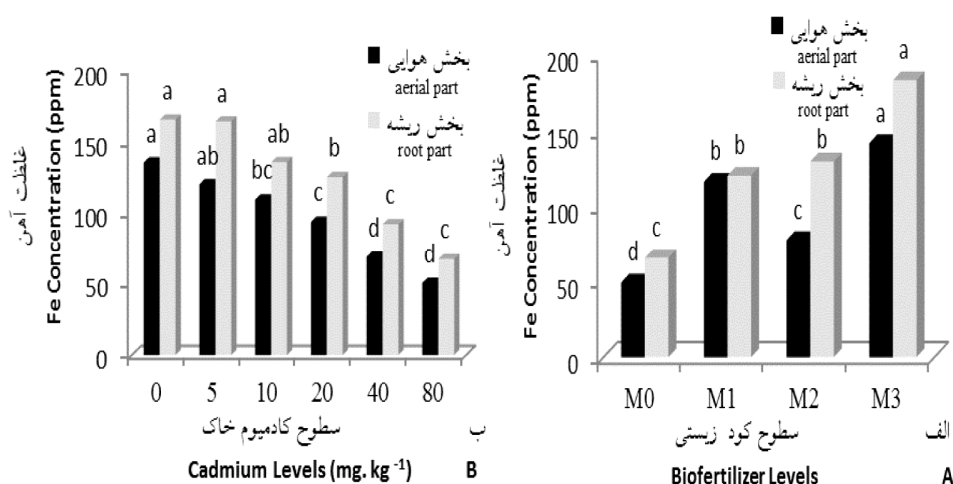 بخش هوایی
aerial part
بخش ریشه
root part
Fe Concentration (ppm)
غلظت آهن
200
150
100
50
0
a a
ab a
bc ab
c b
d c
d c
0 5 10 20 40 80
سطوح کادمیوم خاک
ب
Cadmium Levels (mg. kg -1) B
بخش هوایی
aerial part
بخش ریشه
root part
Fe Concentration (ppm)
غلظت آهن
200
150
100
50
0
d c
b b
c b
a a
M0 M1 M2 M3
سطوح کود زیستی
الف
Biofertilizer Levels A